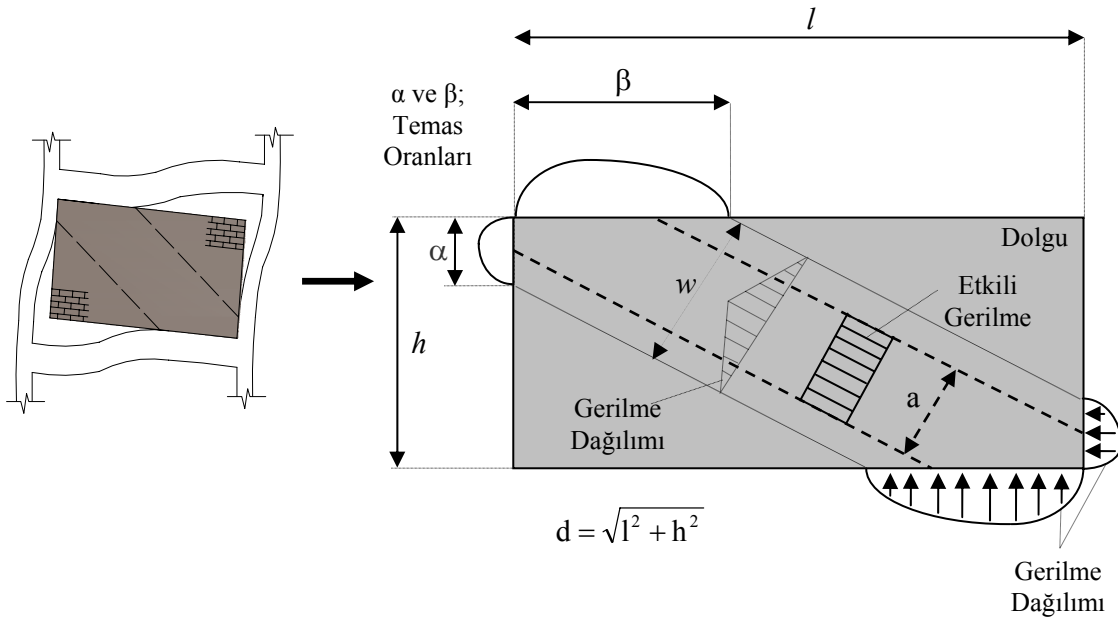 l
β
α ve β;
Temas
Oranları
α
h
w
Dolgu
Etkili
Gerilme
a
Gerilme
Dağılımı
d = √l² + h²
Gerilme
Dağılımı